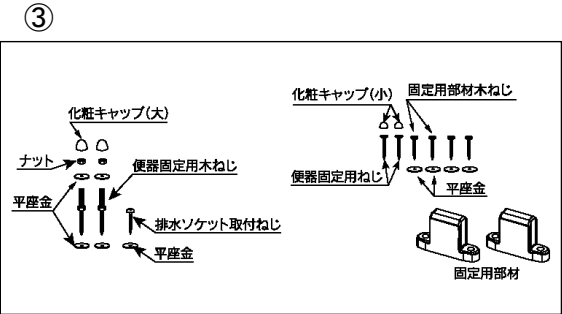 ③
化粧キャップ(大)
ナット
便器固定用木ねじ
平座金
排水ソケット取付ねじ
平座金
化粧キャップ(小)
固定用部材木ねじ
便器固定用ねじ
平座金
固定用部材